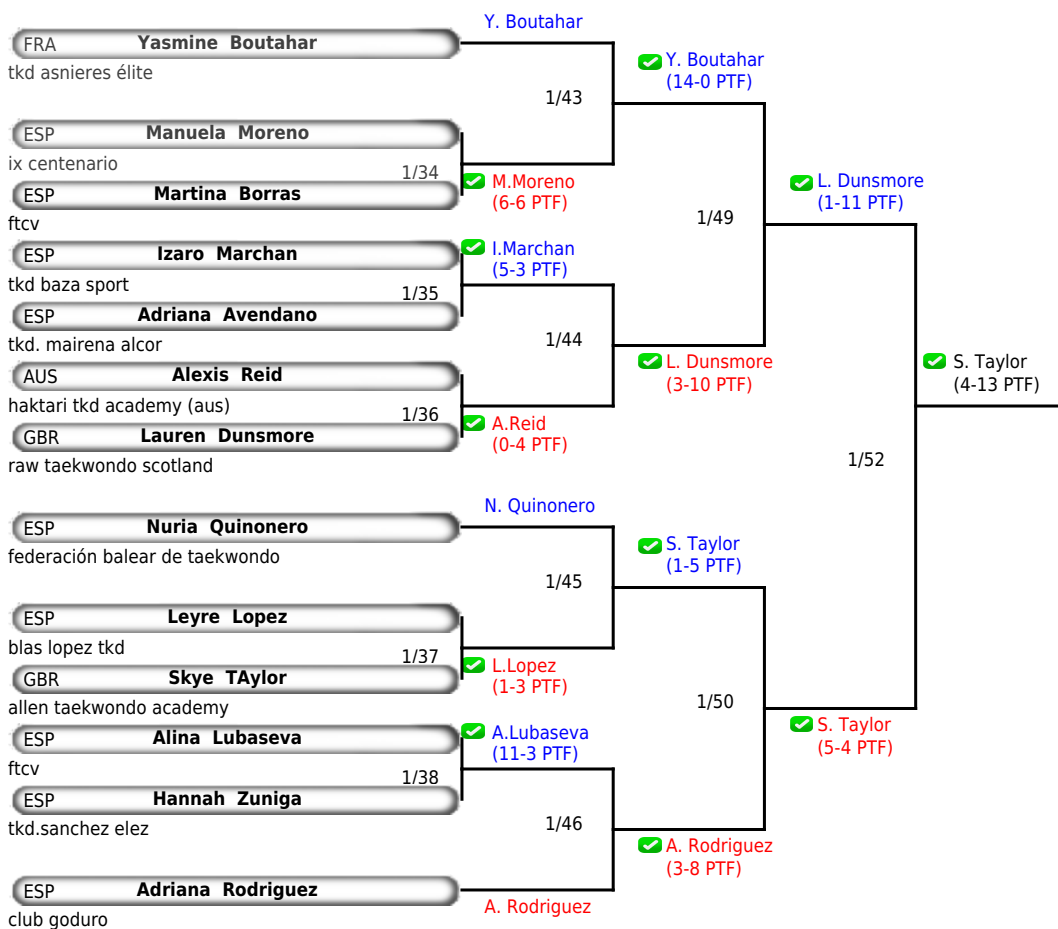 Y. Boutahar
FRA Yasmine Boutahar
tkd asnieres élite
Y. Boutahar
(14-0 PTF)
1/43
ESP Manuela Moreno
ix centenario
1/34
M.Moreno
(6-6 PTF)
ESP Martina Borras
ftcv
L. Dunsmore
(1-11 PTF)
1/49
ESP Izaro Marchan
tkd baza sport
I.Marchan
(5-3 PTF)
1/35
ESP Adriana Avendano
tkd. mairena alcor
1/44
AUS Alexis Reid
haktari tkd academy (aus)
L. Dunsmore
(3-10 PTF)
S. Taylor
(4-13 PTF)
1/36
A.Reid
(0-4 PTF)
GBR Lauren Dunsmore
raw taekwondo scotland
1/52
N. Quinonero
ESP Nuria Quinonero
federación balear de taekwondo
S. Taylor
(1-5 PTF)
1/45
ESP Leyre Lopez
blas lopez tkd
1/37
L.Lopez
(1-3 PTF)
GBR Skye TAylor
allen taekwondo academy
1/50
ESP Alina Lubaseva
ftcv
A.Lubaseva
(11-3 PTF)
S. Taylor
(5-4 PTF)
1/38
ESP Hannah Zuniga
tkd.sanchez elez
1/46
A. Rodriguez
(3-8 PTF)
ESP Adriana Rodriguez
club goduro
A. Rodriguez